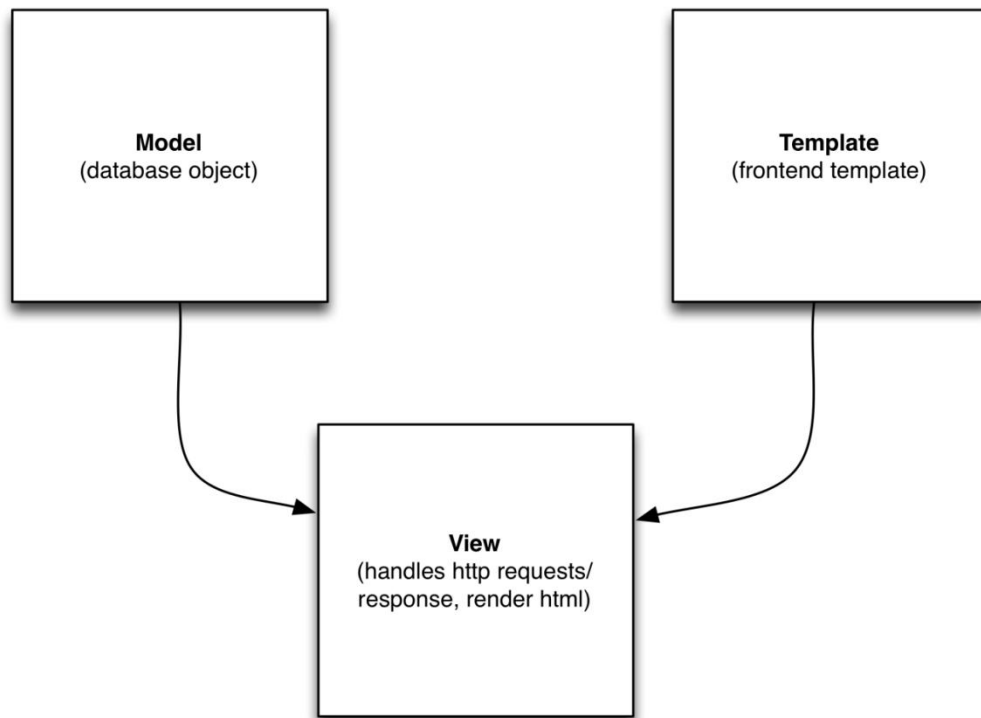 Model
(database object)
Template
(frontend template)
View
(handles http requests/
response, render html)